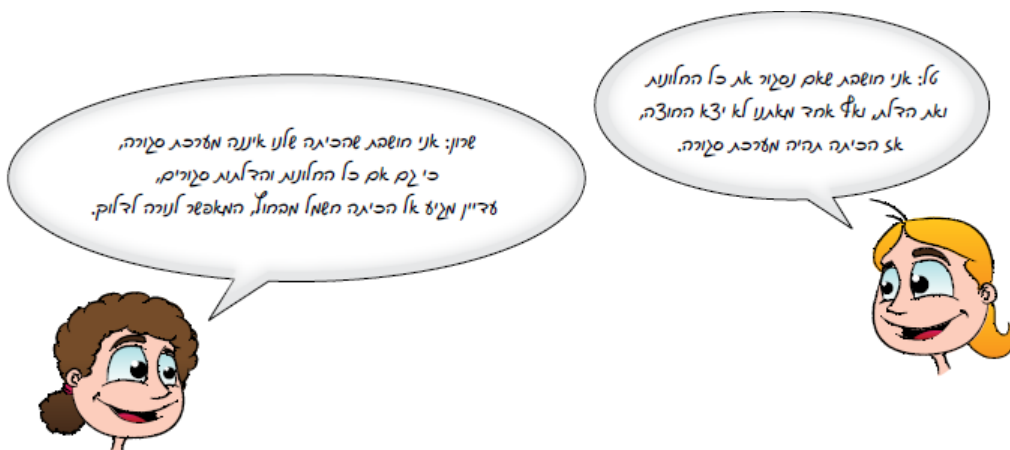 טל: אני חושבת שאם נסגור את כל החלונות
ואת הדלת, ואף אחד מאתנו לא יצא החוצה,
אז הכיתה תהיה מערכת סגורה.
שרון: אני חושבת שהכיתה שלנו איננה מערכת סגורה,
כי גם אם כל החלונות והדלתות סגורים,
עדיין מגיע אל הכיתה חשמל מבחוץ, המאפשר לנורה לדלוק.